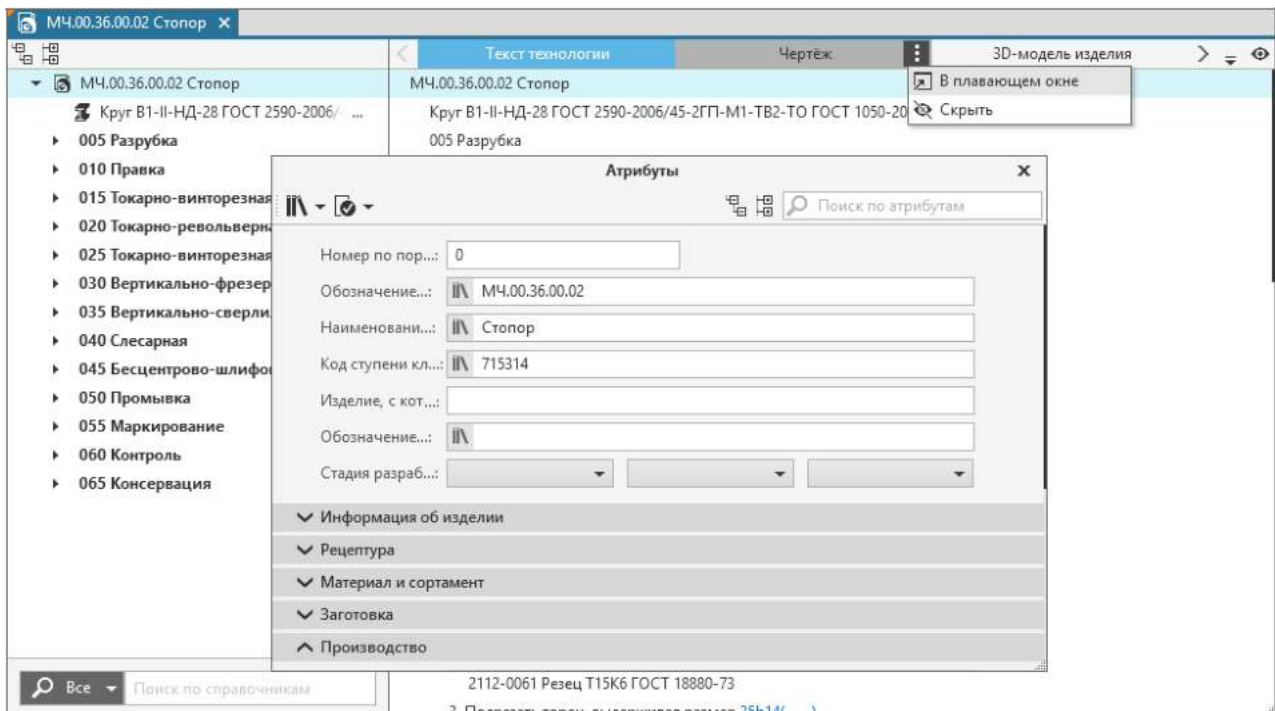 МЧ.00.36.00.02 Стопор
Текст технологии
Чертёж
3D-модель изделия
В плавающем окне
Скрыть
МЧ.00.36.00.02 Стопор
Круг В1-II-НД-28 ГОСТ 2590-2006/ ...
005 Разрубка
010 Правка
015 Токарно-винторезная
020 Токарно-револьверн
025 Токарно-винторезная
030 Вертикально-фрезер
035 Вертикально-сверли
040 Слесарная
045 Бесцентрово-шлифо
050 Промывка
055 Маркирование
060 Контроль
065 Консервация
Все
Поиск по справочникам
МЧ.00.36.00.02 Стопор
Круг В1-II-НД-28 ГОСТ 2590-2006/45-2ГП-М1-ТВ2-ТО ГОСТ 1050-20
005 Разрубка
Атрибуты
Поиск по атрибутам
Номер по пор...: 0
Обозначение...: МЧ.00.36.00.02
Наименовани...: Стопор
Код ступени кл...: 715314
Изделие, с кот...:
Обозначение...:
Стадия разраб...:
Информация об изделии
Рецептура
Материал и сортамент
Заготовка
Производство
2112-0061 Резец Т15К6 ГОСТ 18880-73